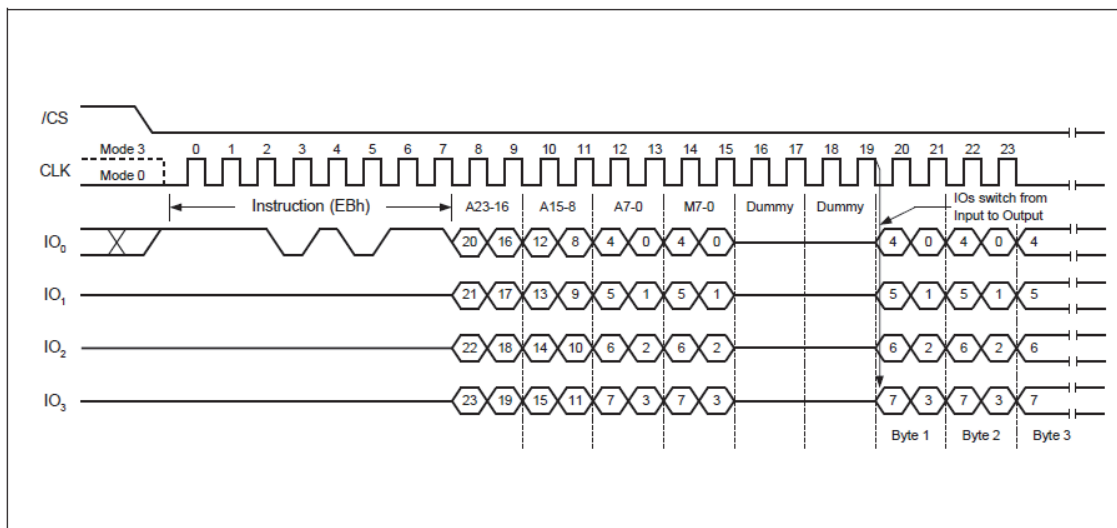 /CS
Mode 3
Mode 0
CLK
0 1 2 3 4 5 6 7 8 9 10 11 12 13 14 15 16 17 18 19 20 21 22 23
Instruction (EBh) A23-16 A15-8 A7-0 M7-0 Dummy Dummy
IOs switch from
Input to Output
IO0 20 16 12 8 4 0 4 0 4 0 4 0 4
IO1 21 17 13 9 5 1 5 1 5 1 5 1 5
IO2 22 18 14 10 6 2 6 2 6 2 6 2 6
IO3 23 19 15 11 7 3 7 3 7 3 7 3 7
Byte 1 Byte 2 Byte 3